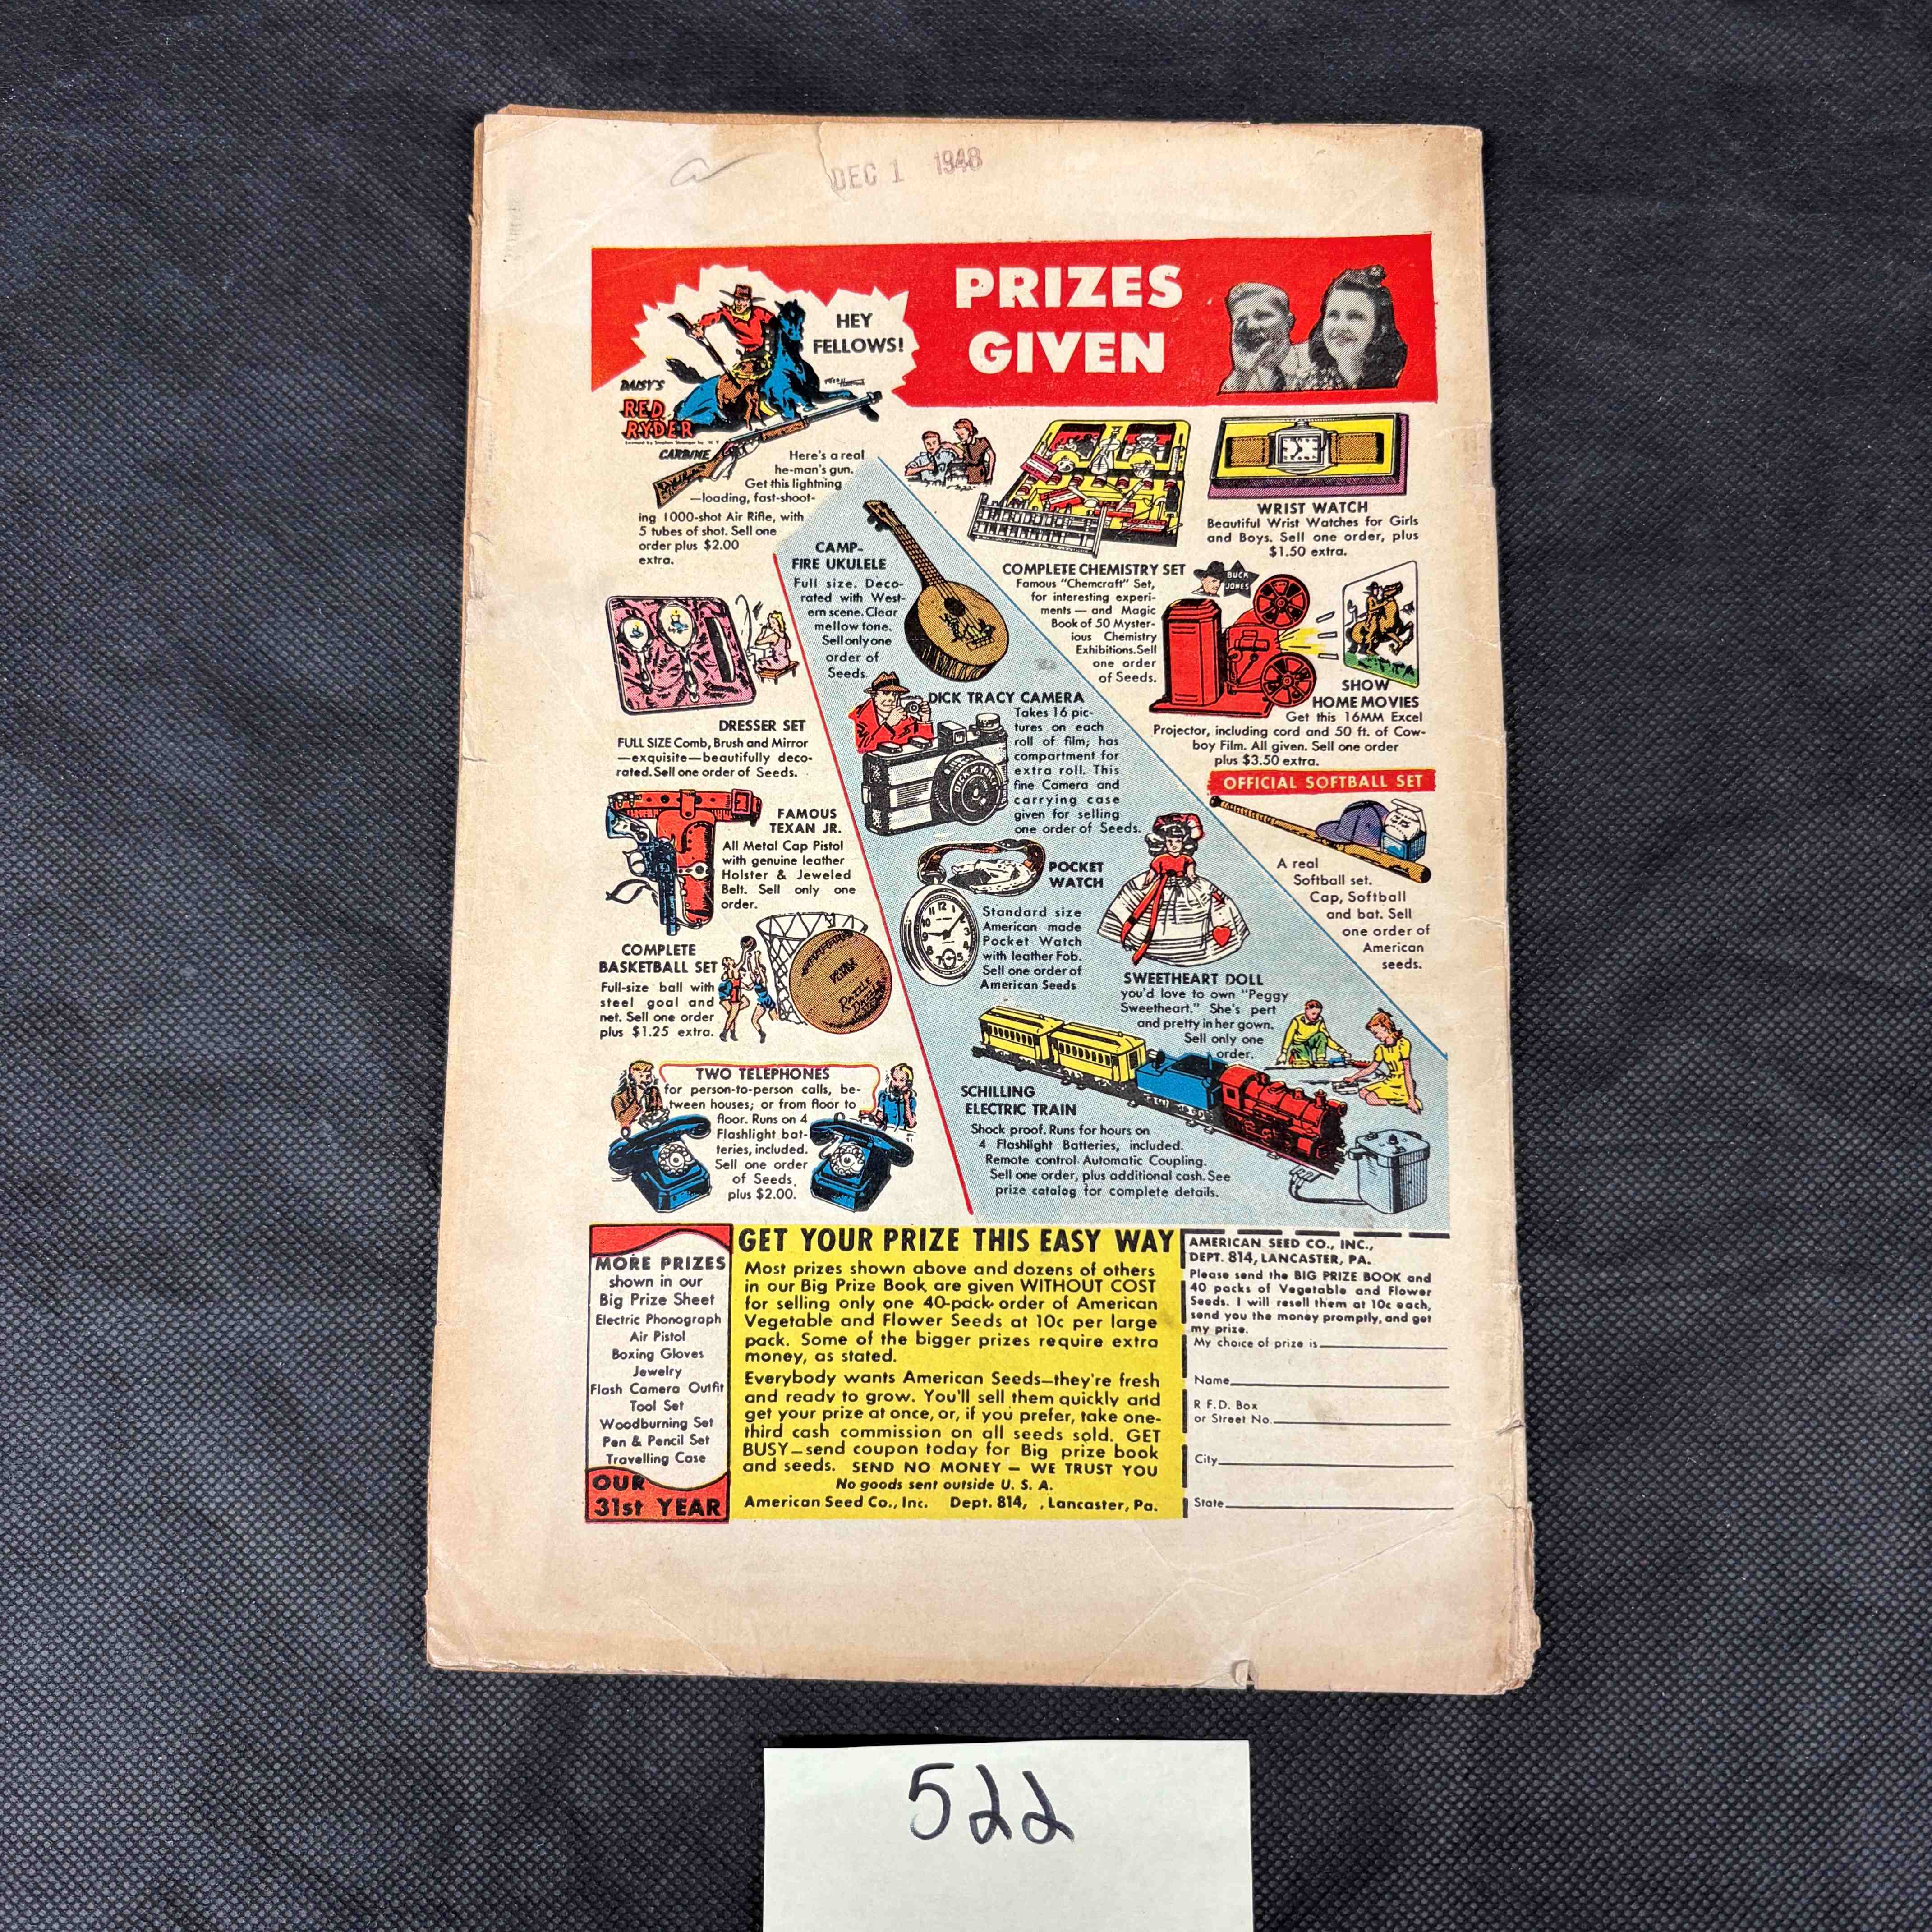 DEC 1 1948
PRIZES
GIVEN
HEY
FELLOWS!
DAISY'S
RED
RYDER
CARBINE
Here's a real
he-man's gun.
Get this lightning
—loading, fast-shoot-
ing 1000-shot Air Rifle, with
5 tubes of shot. Sell one
order plus $2.00
extra.
CAMP-
FIRE UKULELE
Full size. Deco-
rated with West-
ern scene. Clear
mellow tone.
Sell only one
order of
Seeds.
COMPLETE CHEMISTRY SET
Famous "Chemcraft" Set,
for interesting experi-
ments — and Magic
Book of 50 Myster-
ious Chemistry
Exhibitions. Sell
one order
of Seeds.
WRIST WATCH
Beautiful Wrist Watches for Girls
and Boys. Sell one order, plus
$1.50 extra.
BUCK
JONES
SHOW
HOME MOVIES
Get this 16MM Excel
Projector, including cord and 50 ft. of Cow-
boy Film. All given. Sell one order
plus $3.50 extra.
DRESSER SET
FULL SIZE Comb, Brush and Mirror
—exquisite—beautifully deco-
rated. Sell one order of Seeds.
DICK TRACY CAMERA
Takes 16 pic-
tures on each
roll of film; has
compartment for
extra roll. This
fine Camera and
carrying case
given for selling
one order of Seeds.
OFFICIAL SOFTBALL SET
A real
Softball set.
Cap, Softball
and bat. Sell
one order of
American
seeds.
FAMOUS
TEXAN JR.
All Metal Cap Pistol
with genuine leather
Holster & Jeweled
Belt. Sell only one
order.
POCKET
WATCH
Standard size
American made
Pocket Watch
with leather Fob.
Sell one order of
American Seeds
SWEETHEART DOLL
you'd love to own "Peggy
Sweetheart." She's pert
and pretty in her gown.
Sell only one
order.
COMPLETE
BASKETBALL SET
Full-size ball with
steel goal and
net. Sell one order
plus $1.25 extra.
RAZZLE
DAZZLE
TWO TELEPHONES
for person-to-person calls, be-
tween houses; or from floor to
floor. Runs on 4
Flashlight bat-
teries, included.
Sell one order
of Seeds,
plus $2.00.
SCHILLING
ELECTRIC TRAIN
Shock proof. Runs for hours on
4 Flashlight Batteries, included.
Remote control Automatic Coupling.
Sell one order, plus additional cash. See
prize catalog for complete details.
MORE PRIZES
shown in our
Big Prize Sheet
Electric Phonograph
Air Pistol
Boxing Gloves
Jewelry
Flash Camera Outfit
Tool Set
Woodburning Set
Pen & Pencil Set
Travelling Case
OUR
31st YEAR
GET YOUR PRIZE THIS EASY WAY
Most prizes shown above and dozens of others
in our Big Prize Book are given WITHOUT COST
for selling only one 40-pack order of American
Vegetable and Flower Seeds at 10c per large
pack. Some of the bigger prizes require extra
money, as stated.
Everybody wants American Seeds—they're fresh
and ready to grow. You'll sell them quickly and
get your prize at once, or, if you prefer, take one-
third cash commission on all seeds sold. GET
BUSY—send coupon today for Big prize book
and seeds. SEND NO MONEY — WE TRUST YOU
No goods sent outside U. S. A.
American Seed Co., Inc. Dept. 814, , Lancaster, Pa.
AMERICAN SEED CO., INC.,
DEPT. 814, LANCASTER, PA.
Please send the BIG PRIZE BOOK and
40 packs of Vegetable and Flower
Seeds. I will resell them at 10c each,
send you the money promptly, and get
my prize.
My choice of prize is
Name
R F.D. Box
or Street No.
City
State
522